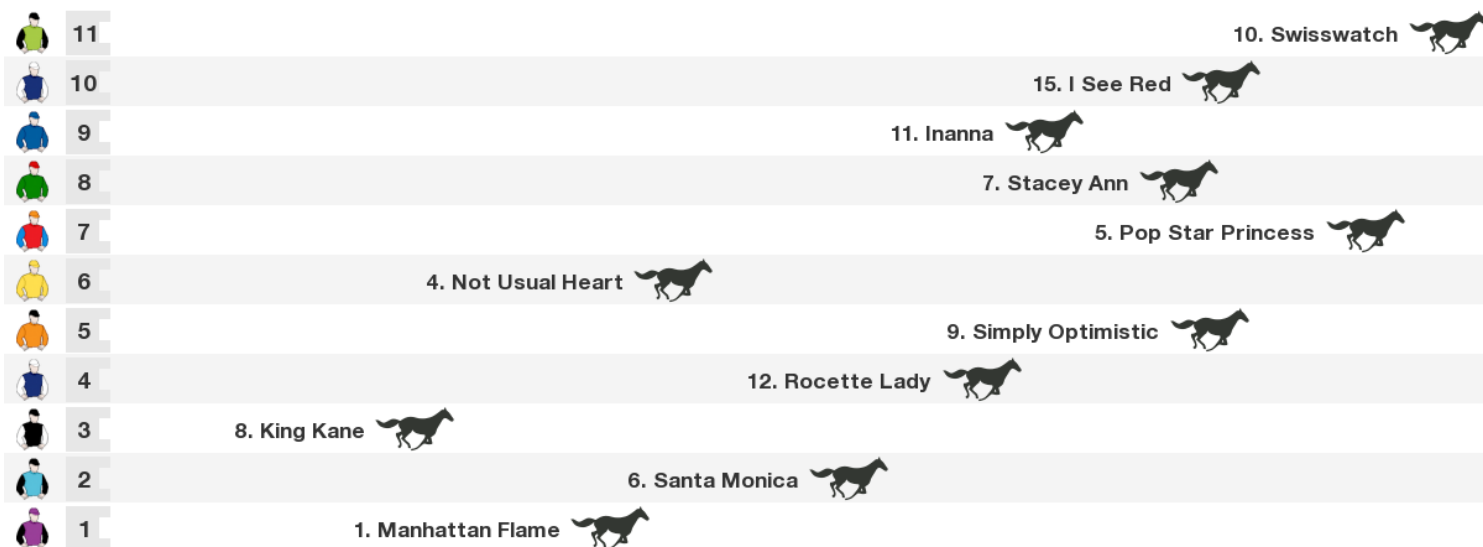 11 10. Swisswatch
10 15. I See Red
9 11. Inanna
8 7. Stacey Ann
7 5. Pop Star Princess
6 4. Not Usual Heart
5 9. Simply Optimistic
4 12. Rocette Lady
3 8. King Kane
2 6. Santa Monica
1 1. Manhattan Flame